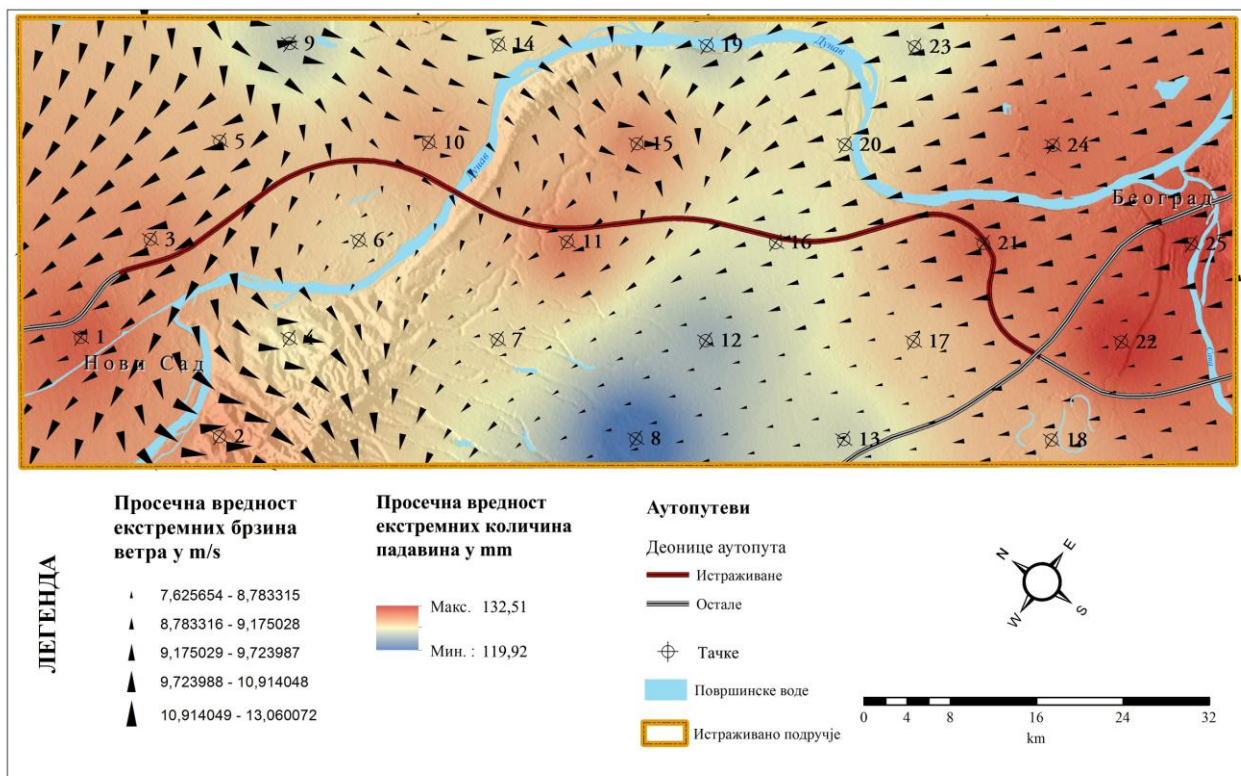 9
14
19
Дунав
23
5
10
Дунав
15
20
24
Београд
3
6
11
16
21
25
1
Нови Сад
4
7
12
17
22
2
8
13
18
ЛЕГЕНДА
Просечна вредност
екстремних брзина
ветра у m/s
7,625654 - 8,783315
8,783316 - 9,175028
9,175029 - 9,723987
9,723988 - 10,914048
10,914049 - 13,060072
Просечна вредност
екстремних количина
падавина у mm
Макс. 132,51
Мин. : 119,92
Аутопутеви
Деонице аутопута
Истраживане
Остале
Тачке
Површинске воде
Истраживано подручје
N
E
W
S
0 2 4 8 16 24 32
km